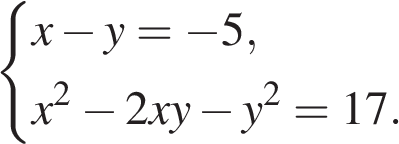 x − y = −5,
x² − 2xy − y² = 17.